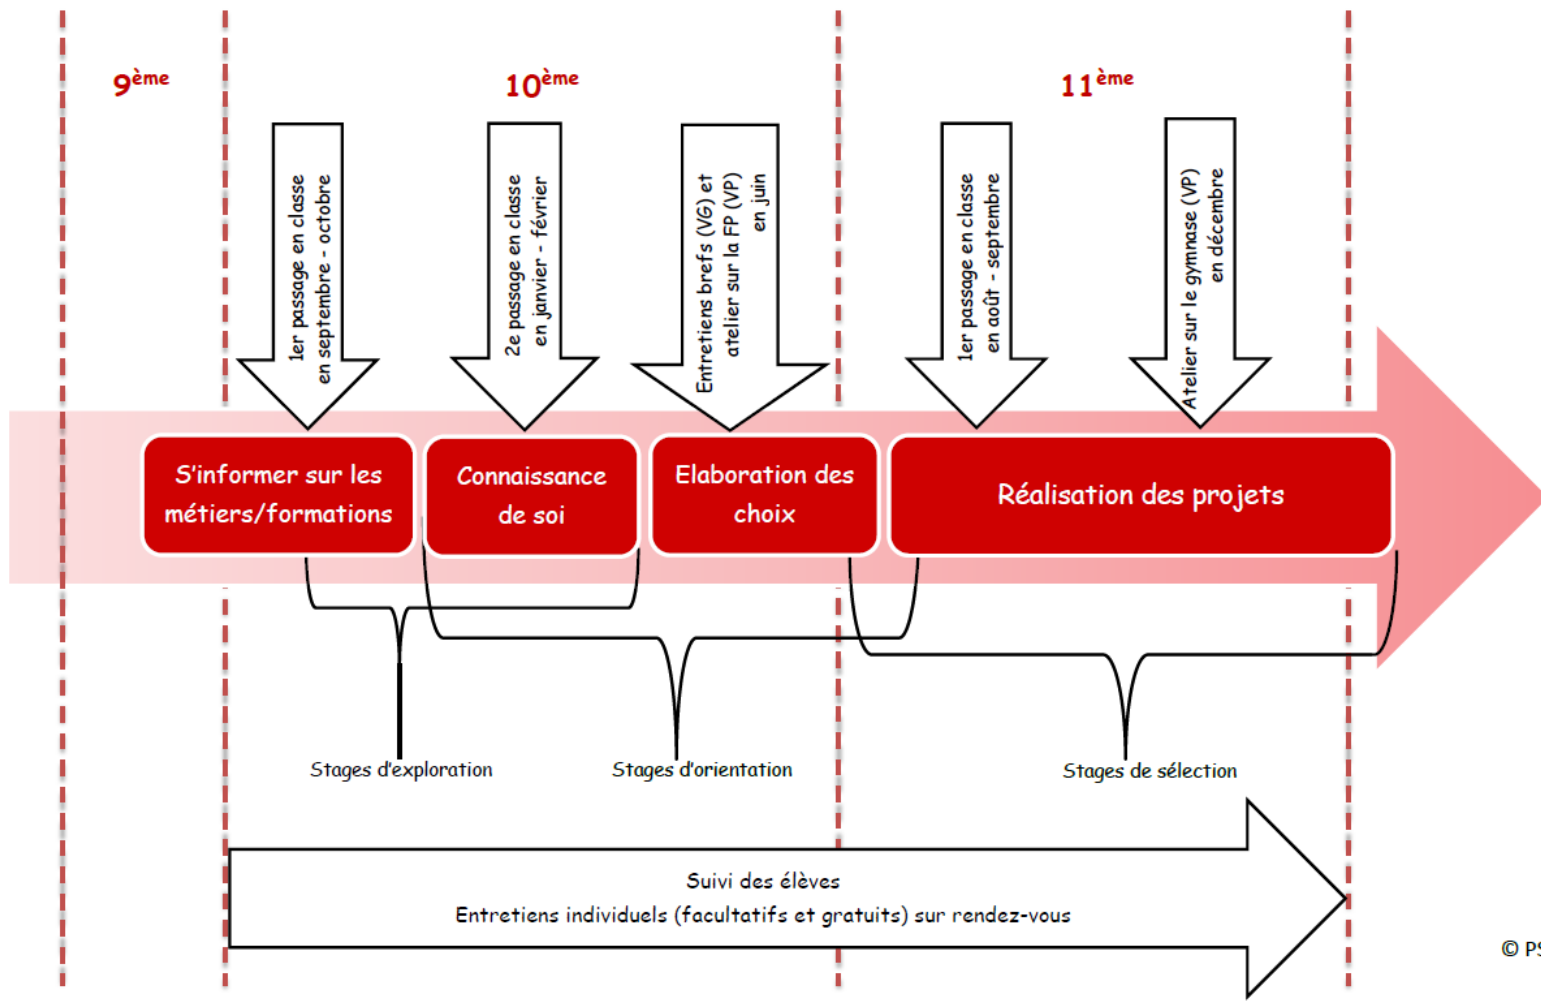 9ème
10ème
11ème
1er passage en classe
en septembre - octobre
2e passage en classe
en janvier - février
Entretiens brefs (VG) et
atelier sur la FP (VP)
en juin
1er passage en classe
en août - septembre
Atelier sur le gymnase (VP)
en décembre
S'informer sur les
métiers/formations
Connaissance
de soi
Elaboration des
choix
Réalisation des projets
Stages d'exploration
Stages d'orientation
Stages de sélection
Suivi des élèves
Entretiens individuels (facultatifs et gratuits) sur rendez-vous
©